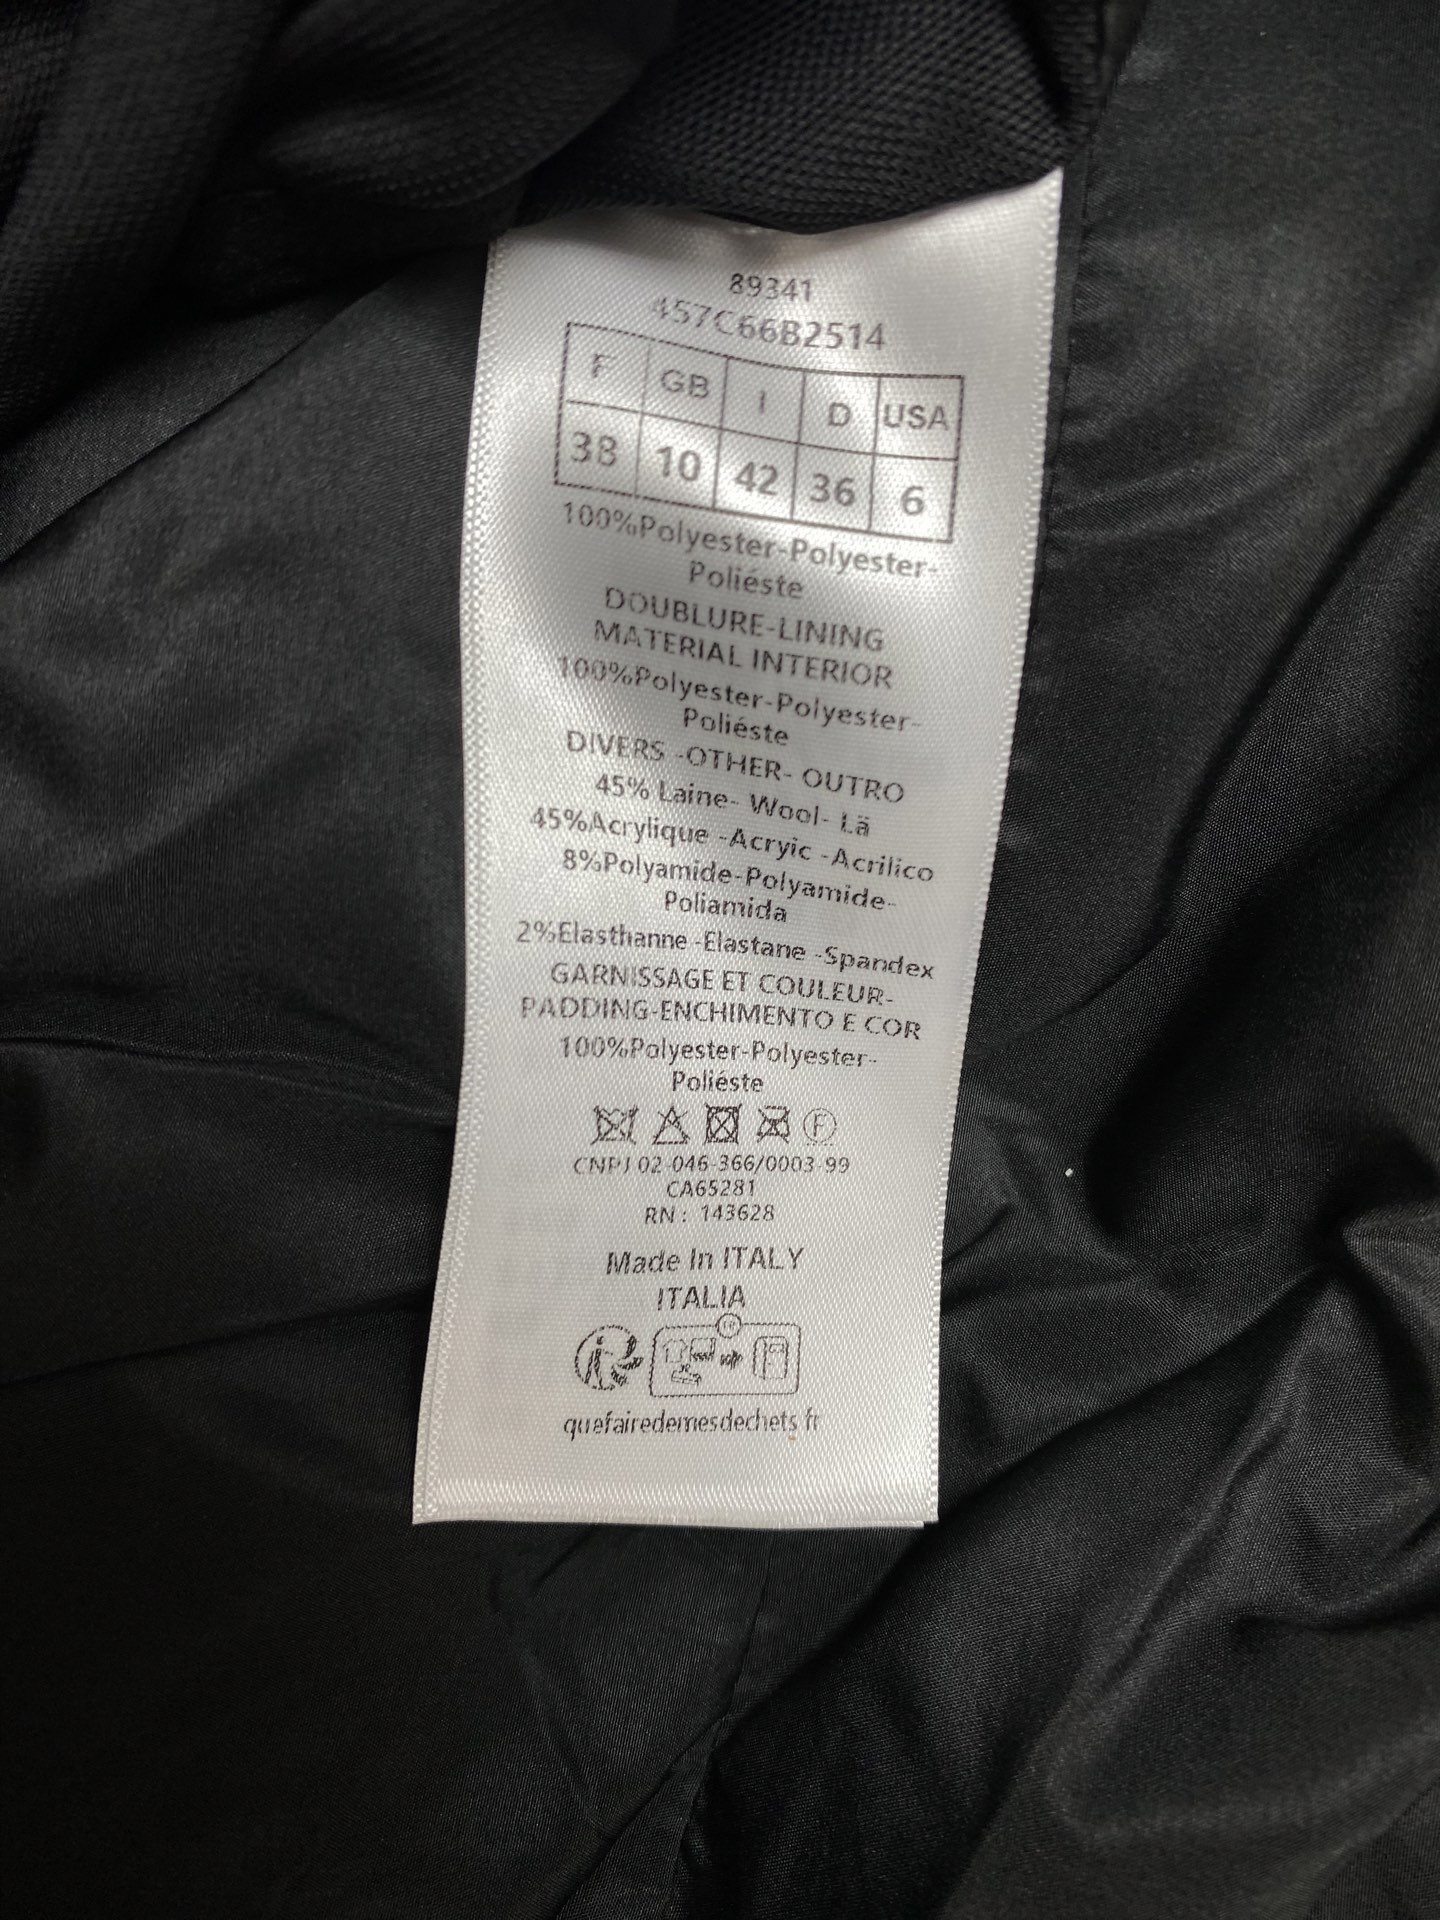 89341
457C66B2514
F GB I D USA
38 10 42 36 6
100%Polyester-Polyester-
Poliéste
DOUBLURE-LINING
MATERIAL INTERIOR
100%Polyester-Polyester-
Poliéste
DIVERS -OTHER- OUTRO
45% Laine- Wool- Lä
45%Acrylique -Acryic -Acrilico
8%Polyamide-Polyamide-
Poliamida
2%Elasthanne -Elastane -Spandex
GARNISSAGE ET COULEUR-
PADDING-ENCHIMENTO E COR
100%Polyester-Polyester-
Poliéste
F
CNPJ 02-046-366/0003-99
CA65281
RN : 143628
Made In ITALY
ITALIA
FR
quefairedemesdechets.fr